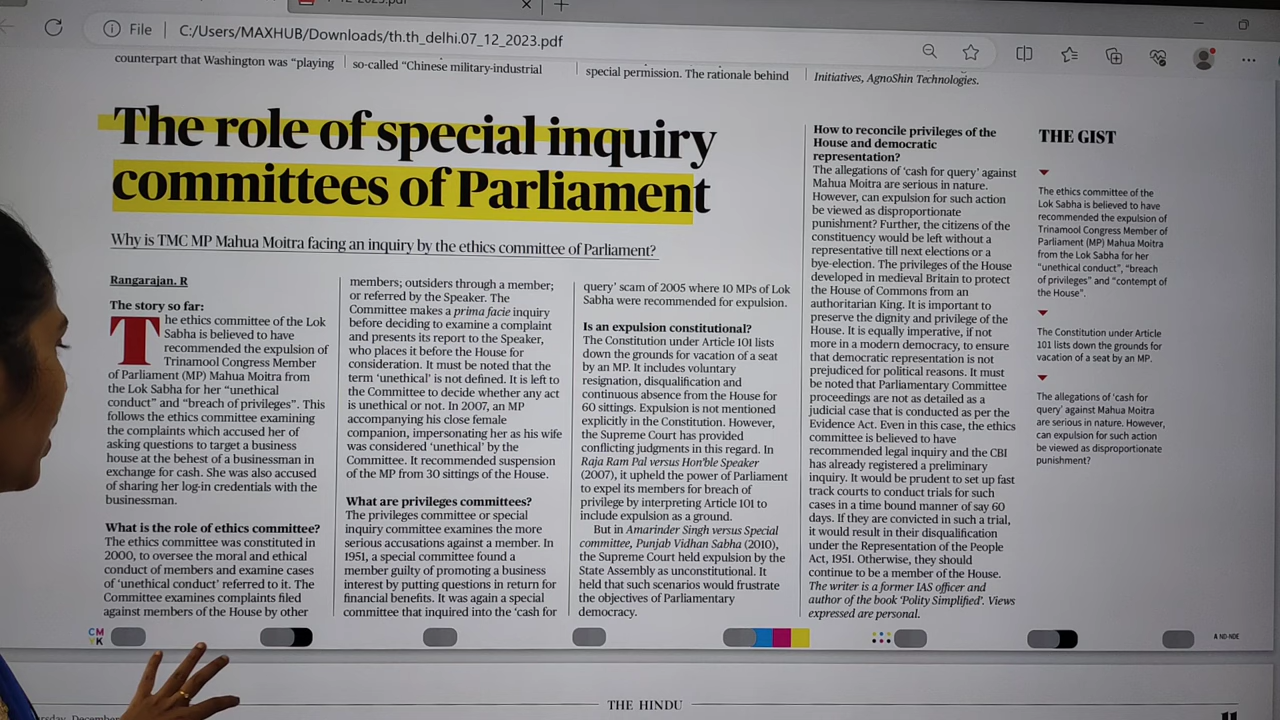 File
C:/Users/MAXHUB/Downloads/th.th_delhi.07_12_2023.pdf
counterpart that Washington was "playing
so-called "Chinese military-industrial
special permission. The rationale behind
Initiatives, AgnoShin Technologies.
The role of special inquiry
committees of Parliament
Why is TMC MP Mahua Moitra facing an inquiry by the ethics committee of Parliament?
Rangarajan. R
The story so far:
The ethics committee of the Lok
Sabha is believed to have
recommended the expulsion of
Trinamool Congress Member
of Parliament (MP) Mahua Moitra from
the Lok Sabha for her "unethical
conduct" and "breach of privileges". This
follows the ethics committee examining
the complaints which accused her of
asking questions to target a business
house at the behest of a businessman in
exchange for cash. She was also accused
of sharing her log-in credentials with the
businessman.
What is the role of ethics committee?
The ethics committee was constituted in
2000, to oversee the moral and ethical
conduct of members and examine cases
of 'unethical conduct' referred to it. The
Committee examines complaints filed
against members of the House by other
members; outsiders through a member;
or referred by the Speaker. The
Committee makes a prima facie inquiry
before deciding to examine a complaint
and presents its report to the Speaker,
who places it before the House for
consideration. It must be noted that the
term 'unethical' is not defined. It is left to
the Committee to decide whether any act
is unethical or not. In 2007, an MP
accompanying his close female
companion, impersonating her as his wife
was considered 'unethical' by the
Committee. It recommended suspension
of the MP from 30 sittings of the House.
What are privileges committees?
The privileges committee or special
inquiry committee examines the more
serious accusations against a member. In
1951, a special committee found a
member guilty of promoting a business
interest by putting questions in return for
financial benefits. It was again a special
committee that inquired into the 'cash for
query' scam of 2005 where 10 MPs of Lok
Sabha were recommended for expulsion.
Is an expulsion constitutional?
The Constitution under Article 101 lists
down the grounds for vacation of a seat
by an MP. It includes voluntary
resignation, disqualification and
continuous absence from the House for
60 sittings. Expulsion is not mentioned
explicitly in the Constitution. However,
the Supreme Court has provided
conflicting judgments in this regard. In
Raja Ram Pal versus Hon'ble Speaker
(2007), it upheld the power of Parliament
to expel its members for breach of
privilege by interpreting Article 101 to
include expulsion as a ground.
But in Amarinder Singh versus Special
committee, Punjab Vidhan Sabha (2010),
the Supreme Court held expulsion by the
State Assembly as unconstitutional. It
held that such scenarios would frustrate
the objectives of Parliamentary
democracy.
How to reconcile privileges of the
House and democratic
representation?
The allegations of 'cash for query' against
Mahua Moitra are serious in nature.
However, can expulsion for such action
be viewed as disproportionate
punishment? Further, the citizens of the
constituency would be left without a
representative till next elections or a
bye-election. The privileges of the House
developed in medieval Britain to protect
the House of Commons from an
authoritarian King. It is important to
preserve the dignity and privilege of the
House. It is equally imperative, if not
more in a modern democracy, to ensure
that democratic representation is not
prejudiced for political reasons. It must
be noted that Parliamentary Committee
proceedings are not as detailed as a
judicial case that is conducted as per the
Evidence Act. Even in this case, the ethics
committee is believed to have
recommended legal inquiry and the CBI
has already registered a preliminary
inquiry. It would be prudent to set up fast
track courts to conduct trials for such
cases in a time bound manner of say 60
days. If they are convicted in such a trial,
it would result in their disqualification
under the Representation of the People
Act, 1951. Otherwise, they should
continue to be a member of the House.
The writer is a former IAS officer and
author of the book 'Polity Simplified'. Views
expressed are personal.
THE GIST
The ethics committee of the
Lok Sabha is believed to have
recommended the expulsion of
Trinamool Congress Member of
Parliament (MP) Mahua Moitra
from the Lok Sabha for her
"unethical conduct", "breach
of privileges" and "contempt of
the House".
The Constitution under Article
101 lists down the grounds for
vacation of a seat by an MP.
The allegations of 'cash for
query' against Mahua Moitra
are serious in nature. However,
can expulsion for such action
be viewed as disproportionate
punishment?
CM
YK
A ND-NDE
THE HINDU